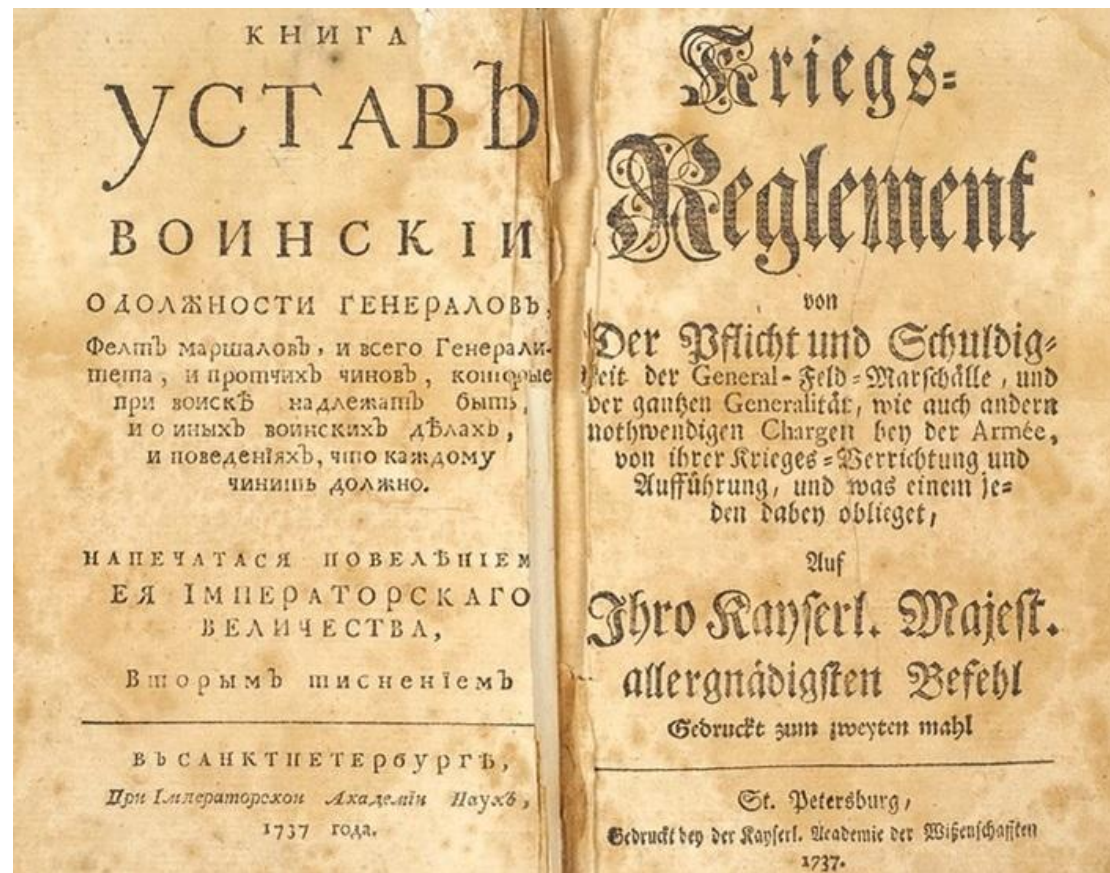 КНИГА
УСТАВЪ
ВОИНСКІИ
О ДОЛЖНОСТИ ГЕНЕРАЛОВЪ,
Фелтъ маршаловъ, и всего Генерали-
тета, и протчихъ чиновъ, которые
при воискѣ надлежатъ быть,
и о иныхъ воинскихъ дѣлахъ,
и поведенїяхъ, что каждому
чинить должно.
НАПЕЧАТАСЯ ПОВЕЛѢНІЕМ
ЕЯ ІМПЕРАТОРСКАГО
ВЕЛИЧЕСТВА,
Вторымъ тиснениемъ
ВЪ САНКТПЕТЕРбургѣ,
При Імператорскои Академіи Наукъ,
1737 года.
Kriegs=
Reglement
von
Der Pflicht und Schuldig=
keit der General-Feld=Marschälle, und
der gantzen Generalität, wie auch andern
nothwendigen Chargen bey der Armée,
von ihrer Krieges=Verrichtung und
Aufführung, und was einem je=
den dabey oblieget,
Auf
Ihro Kayserl. Majest.
allergnädigsten Befehl
Gedruckt zum zweyten mahl
St. Petersburg,
Gedruckt bey der Kayserl. Academie der Wißenschafften
1737.